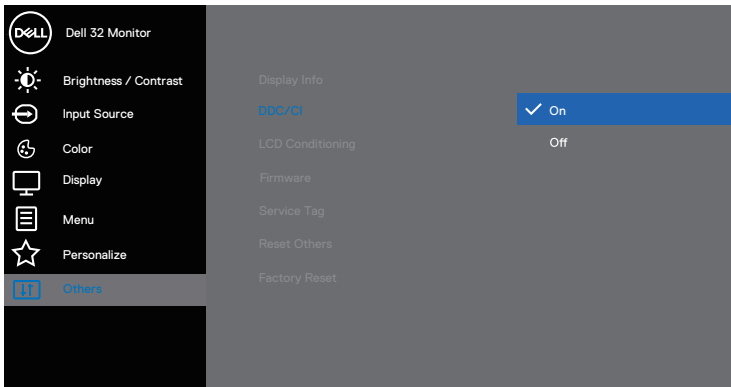 DELL Dell 32 Monitor
Brightness / Contrast
Input Source
Color
Display
Menu
Personalize
Others
Display Info
DDC/CI
LCD Conditioning
Firmware
Service Tag
Reset Others
Factory Reset
On
Off